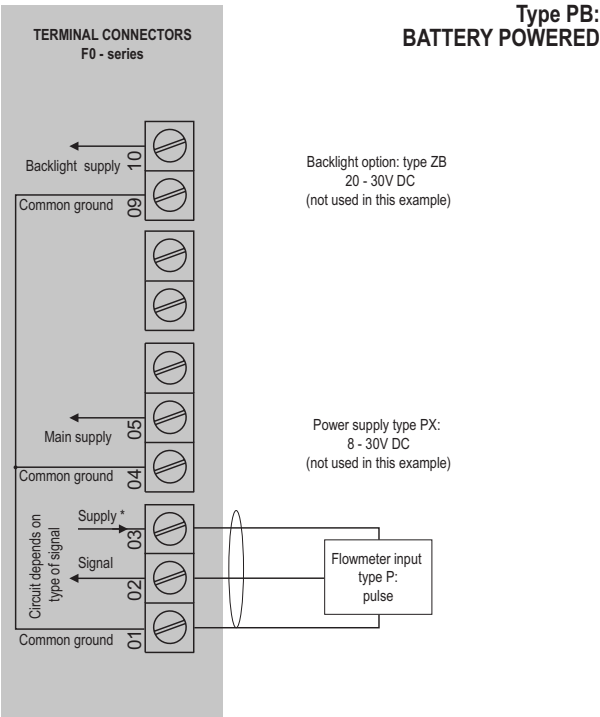 Type PB:
BATTERY POWERED
TERMINAL CONNECTORS
F0 - series
Backlight supply
10
Common ground
09
Backlight option: type ZB
20 - 30V DC
(not used in this example)
Main supply
05
Common ground
04
Power supply type PX:
8 - 30V DC
(not used in this example)
Circuit depends on
type of signal
Supply *
03
Signal
02
Common ground
01
Flowmeter input
type P:
pulse